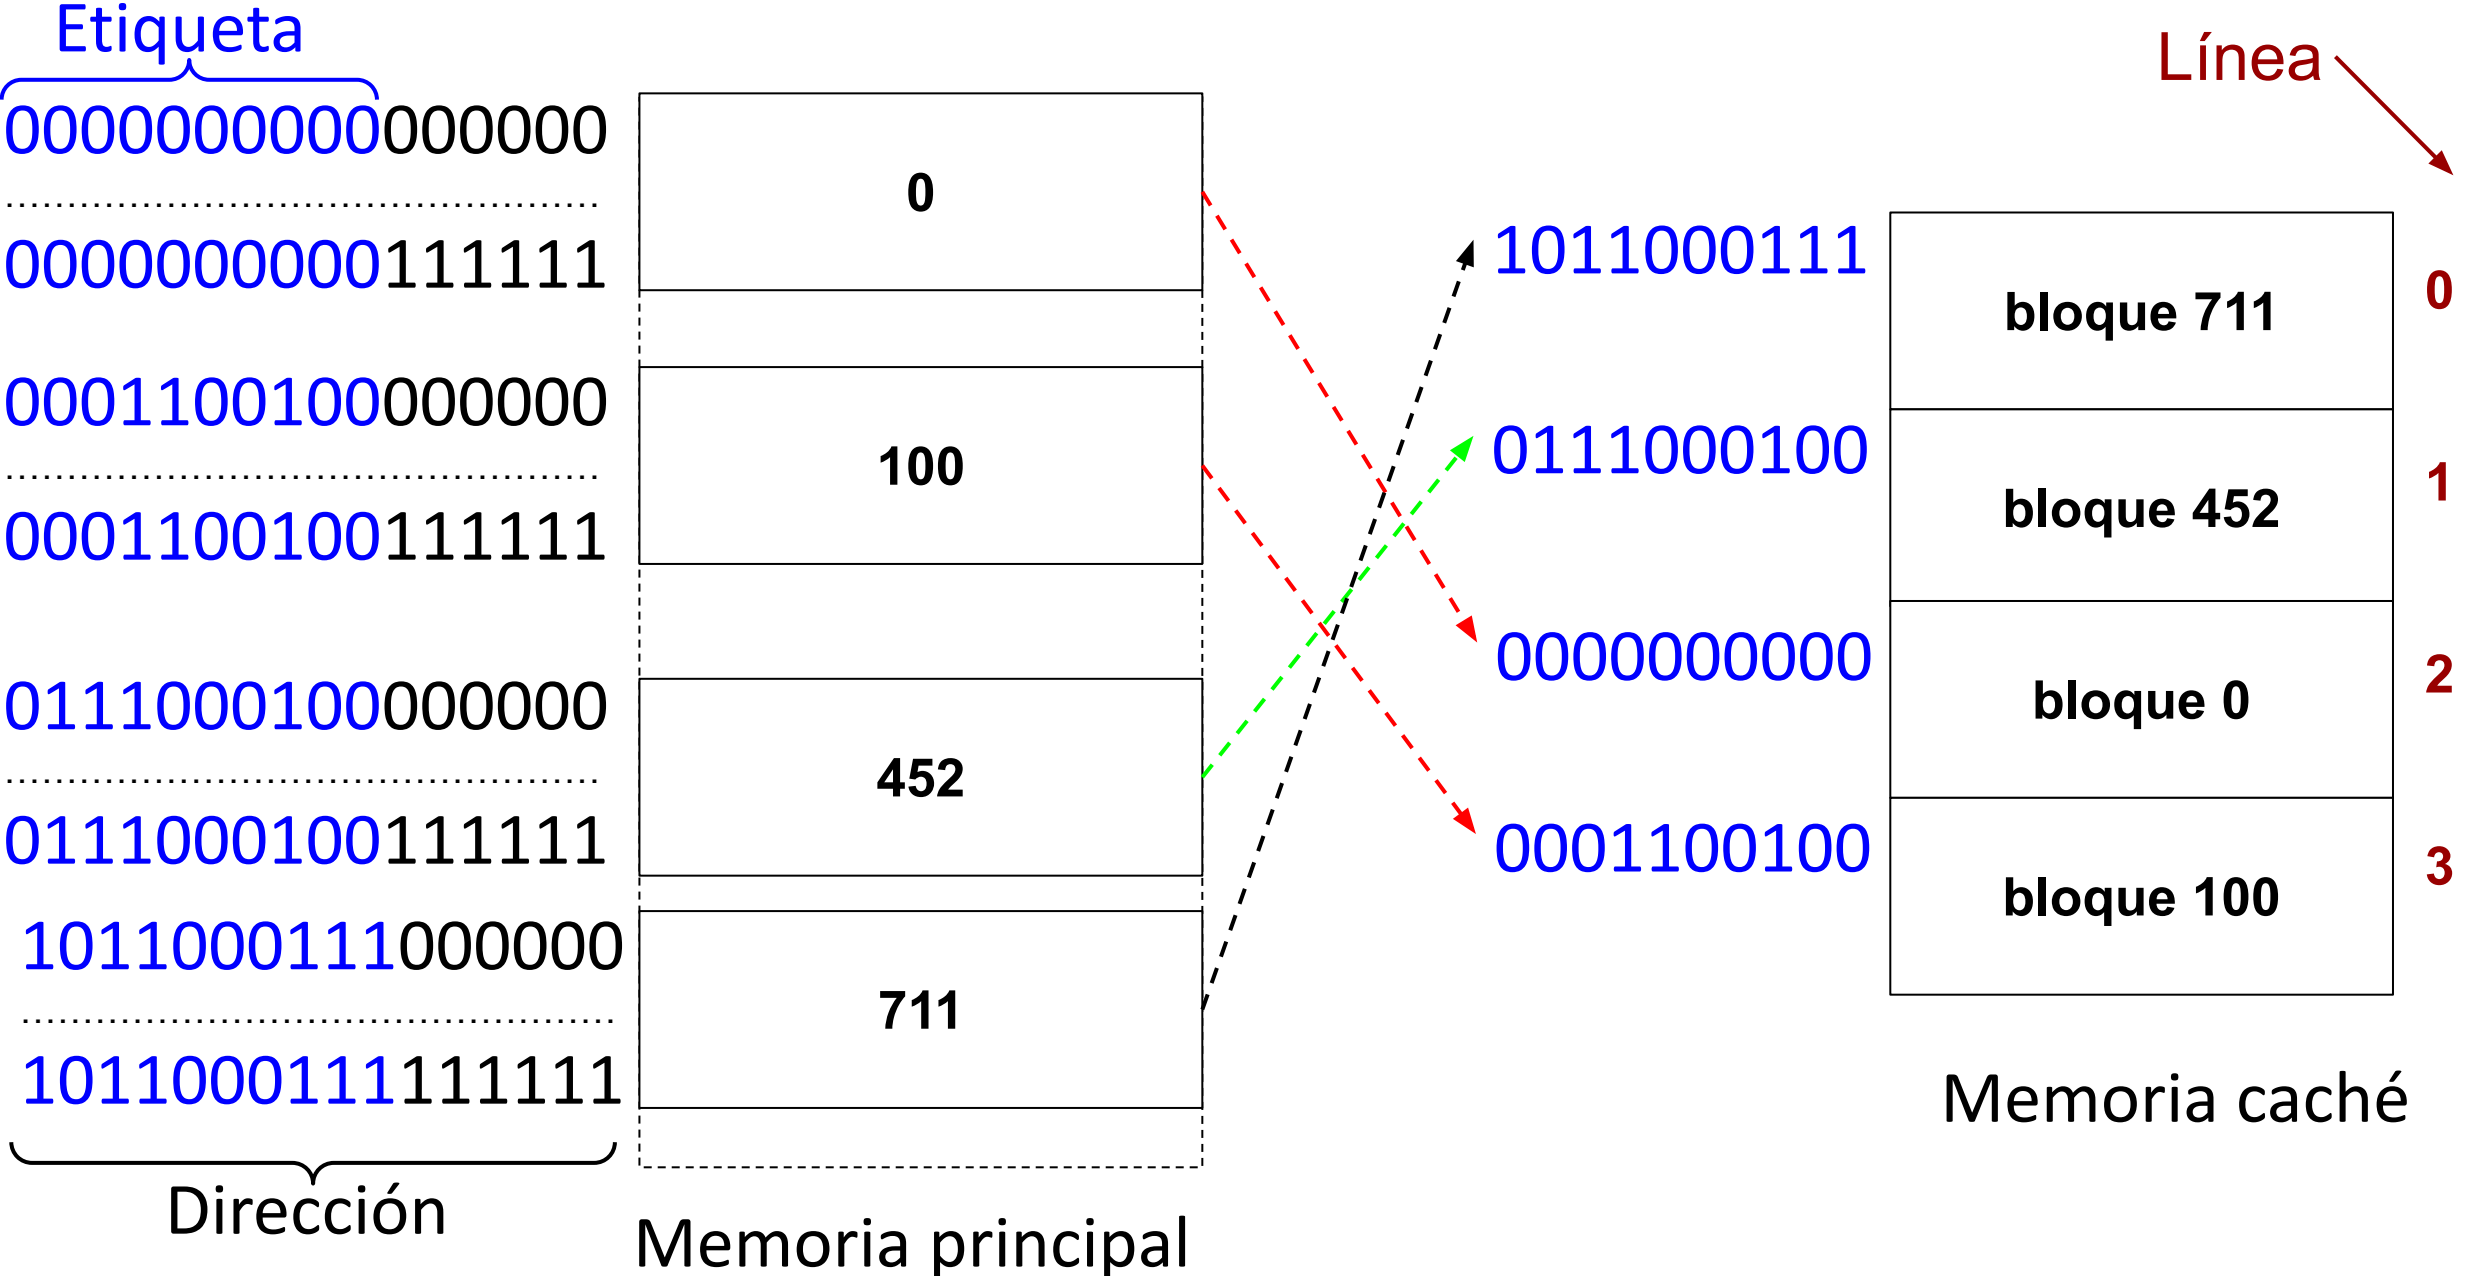 Etiqueta
0000000000000000
0000000000111111
0001100100000000
0001100100111111
0111000100000000
0111000100111111
1011000111000000
1011000111111111
Dirección
0
100
452
711
Memoria principal
1011000111
0111000100
0000000000
0001100100
Línea
bloque 711
0
bloque 452
1
bloque 0
2
bloque 100
3
Memoria caché